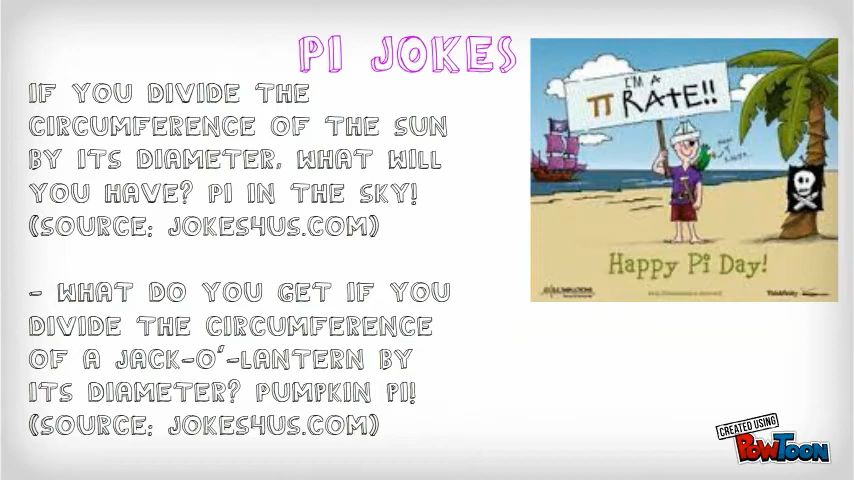 PI JOKES
IF YOU DIVIDE THE
CIRCUMFERENCE OF THE SUN
BY ITS DIAMETER, WHAT WILL
YOU HAVE? PI IN THE SKY!
(SOURCE: JOKES4US.COM)
- WHAT DO YOU GET IF YOU
DIVIDE THE CIRCUMFERENCE
OF A JACK-O'-LANTERN BY
ITS DIAMETER? PUMPKIN PI!
(SOURCE: JOKES4US.COM)
I'M A
π RATE!!
Happy Pi Day!
CREATED USING
POWTOON